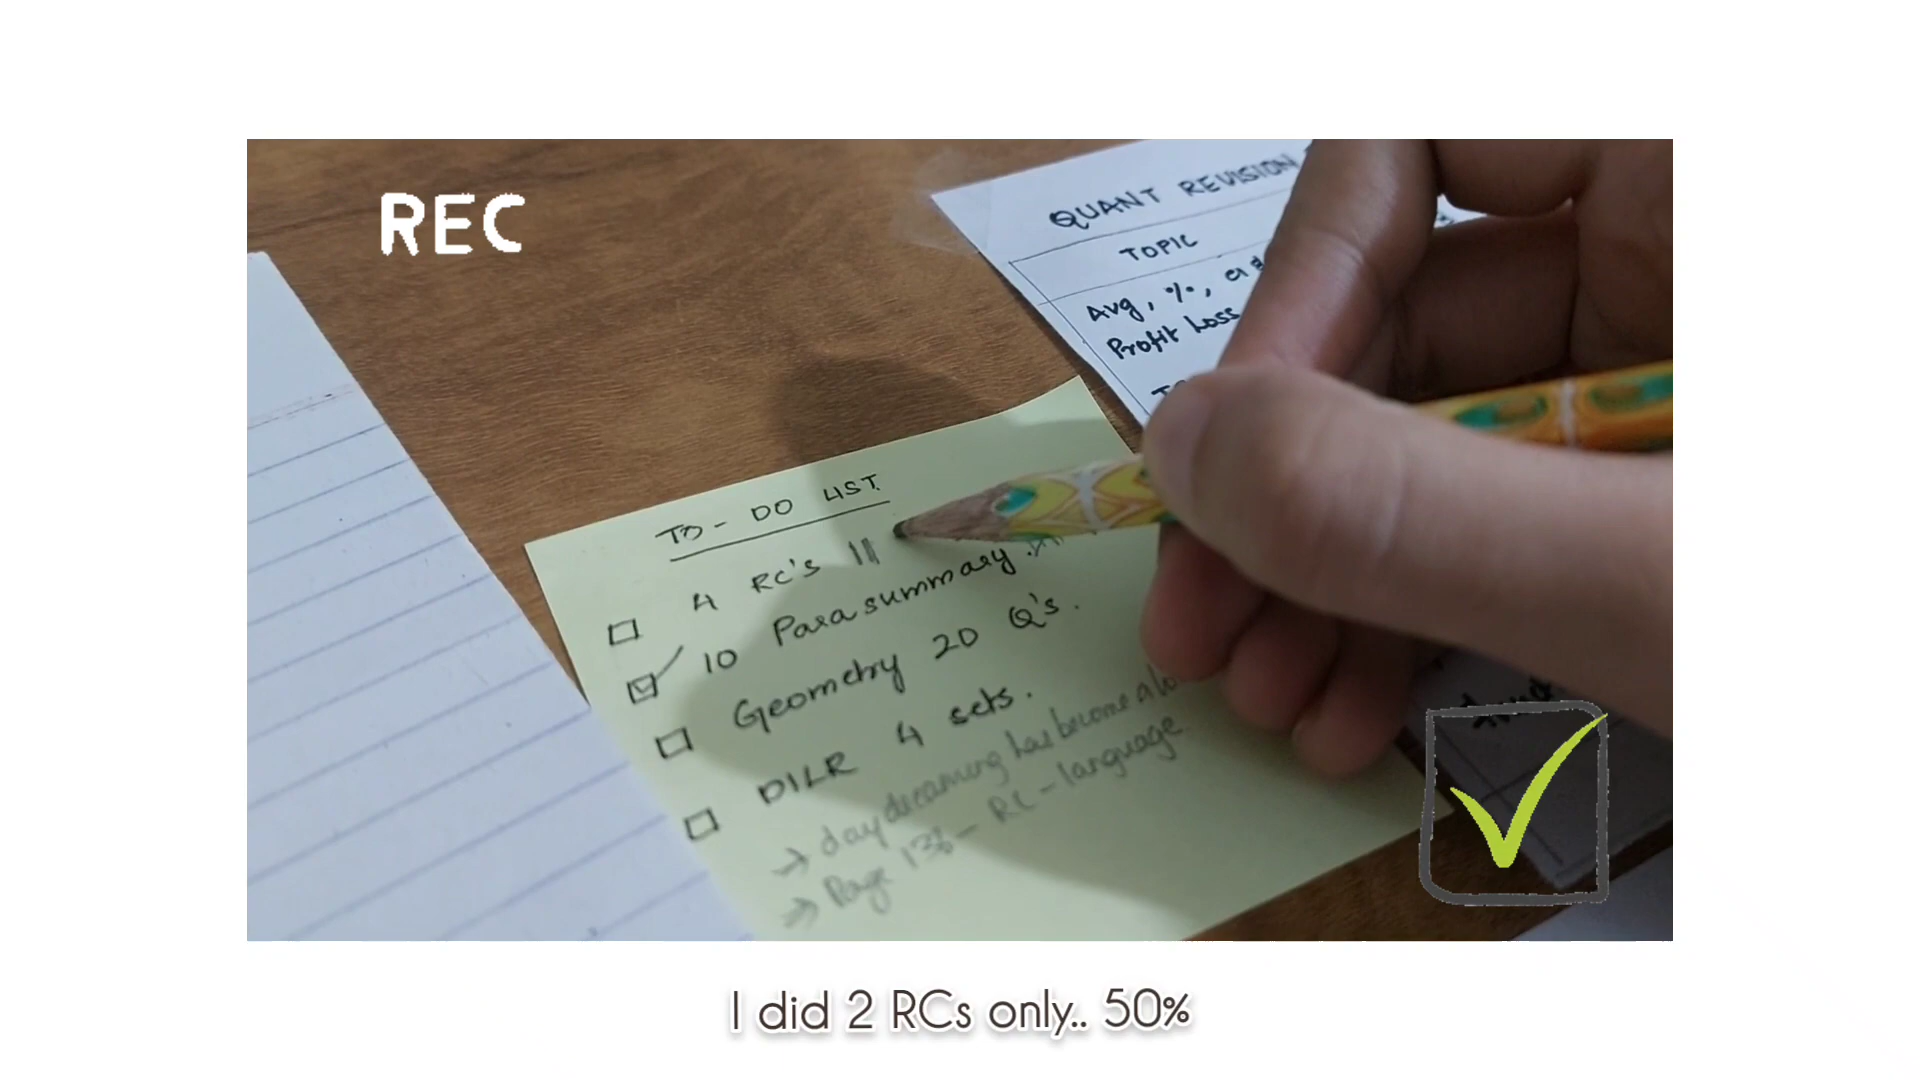 REC
QUANT REVISION
TOPIC
Avg, %,
Profit Loss
TO-DO LIST
4 RC's ||
10 Para summary.
Geometry 20 Q's.
DILR 4 sets.
→ day dreaming has become a
→ Page 138 - RC - language
I did 2 RCs only.. 50%